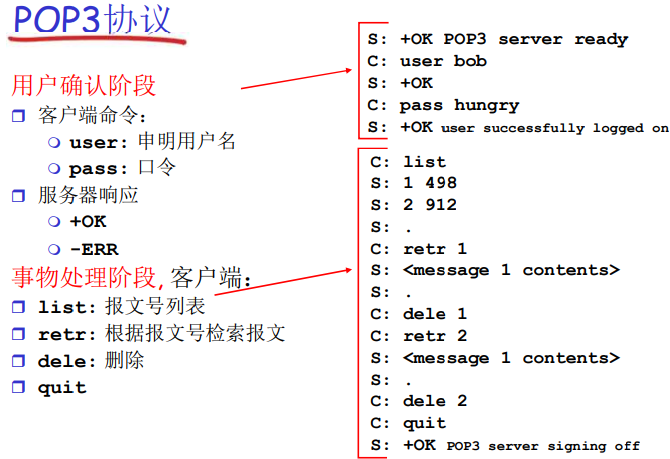 POP3协议
用户确认阶段
客户端命令:
user: 申明用户名
pass: 口令
服务器响应
+OK
-ERR
事物处理阶段, 客户端:
list: 报文号列表
retr: 根据报文号检索报文
dele: 删除
quit
S: +OK POP3 server ready
C: user bob
S: +OK
C: pass hungry
S: +OK user successfully logged on
C: list
S: 1 498
S: 2 912
S: .
C: retr 1
S: <message 1 contents>
S: .
C: dele 1
C: retr 2
S: <message 1 contents>
S: .
C: dele 2
C: quit
S: +OK POP3 server signing off